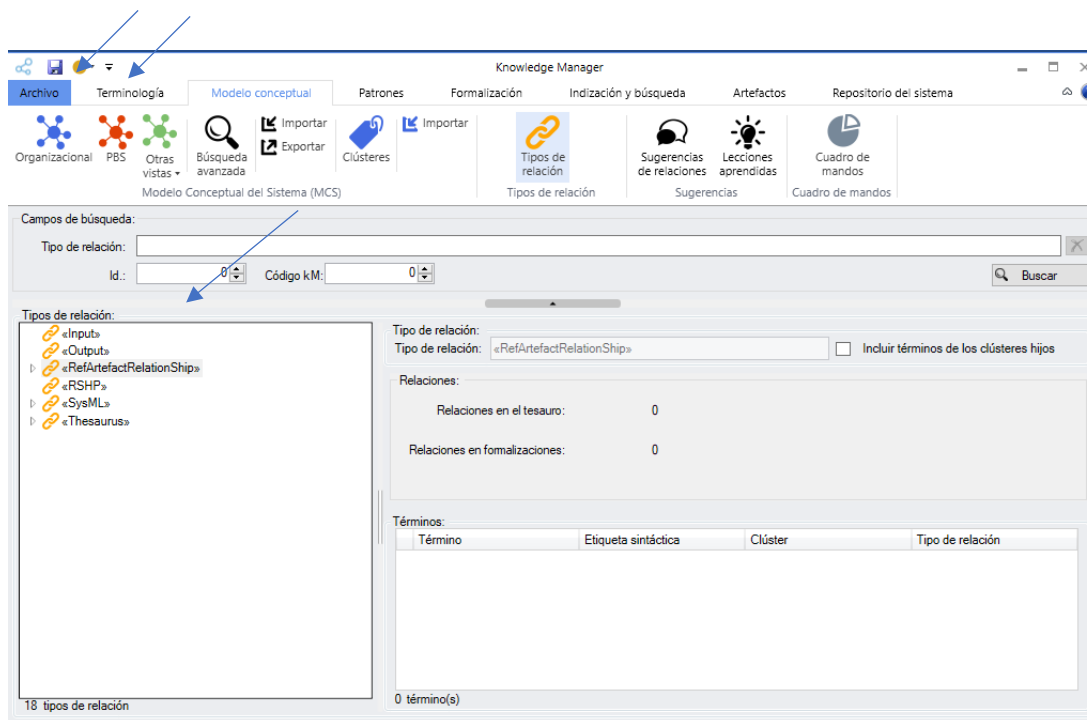 Knowledge Manager
Archivo Terminología Modelo conceptual Patrones Formalización Indización y búsqueda Artefactos Repositorio del sistema
Organizacional PBS Otras vistas Búsqueda avanzada Importar Exportar Clústeres Importar Tipos de relación Sugerencias de relaciones Lecciones aprendidas Cuadro de mandos
Modelo Conceptual del Sistema (MCS) Tipos de relación Sugerencias Cuadro de mandos
Campos de búsqueda:
Tipo de relación:
Id.: 0 Código kM: 0 Buscar
Tipos de relación:
«Input»
«Output»
«RefArtefactRelationShip»
«RSHP»
«SysML»
«Thesaurus»
18 tipos de relación
Tipo de relación:
Tipo de relación: «RefArtefactRelationShip» Incluir términos de los clústeres hijos
Relaciones:
Relaciones en el tesauro: 0
Relaciones en formalizaciones: 0
Términos:
Término Etiqueta sintáctica Clúster Tipo de relación
0 término(s)